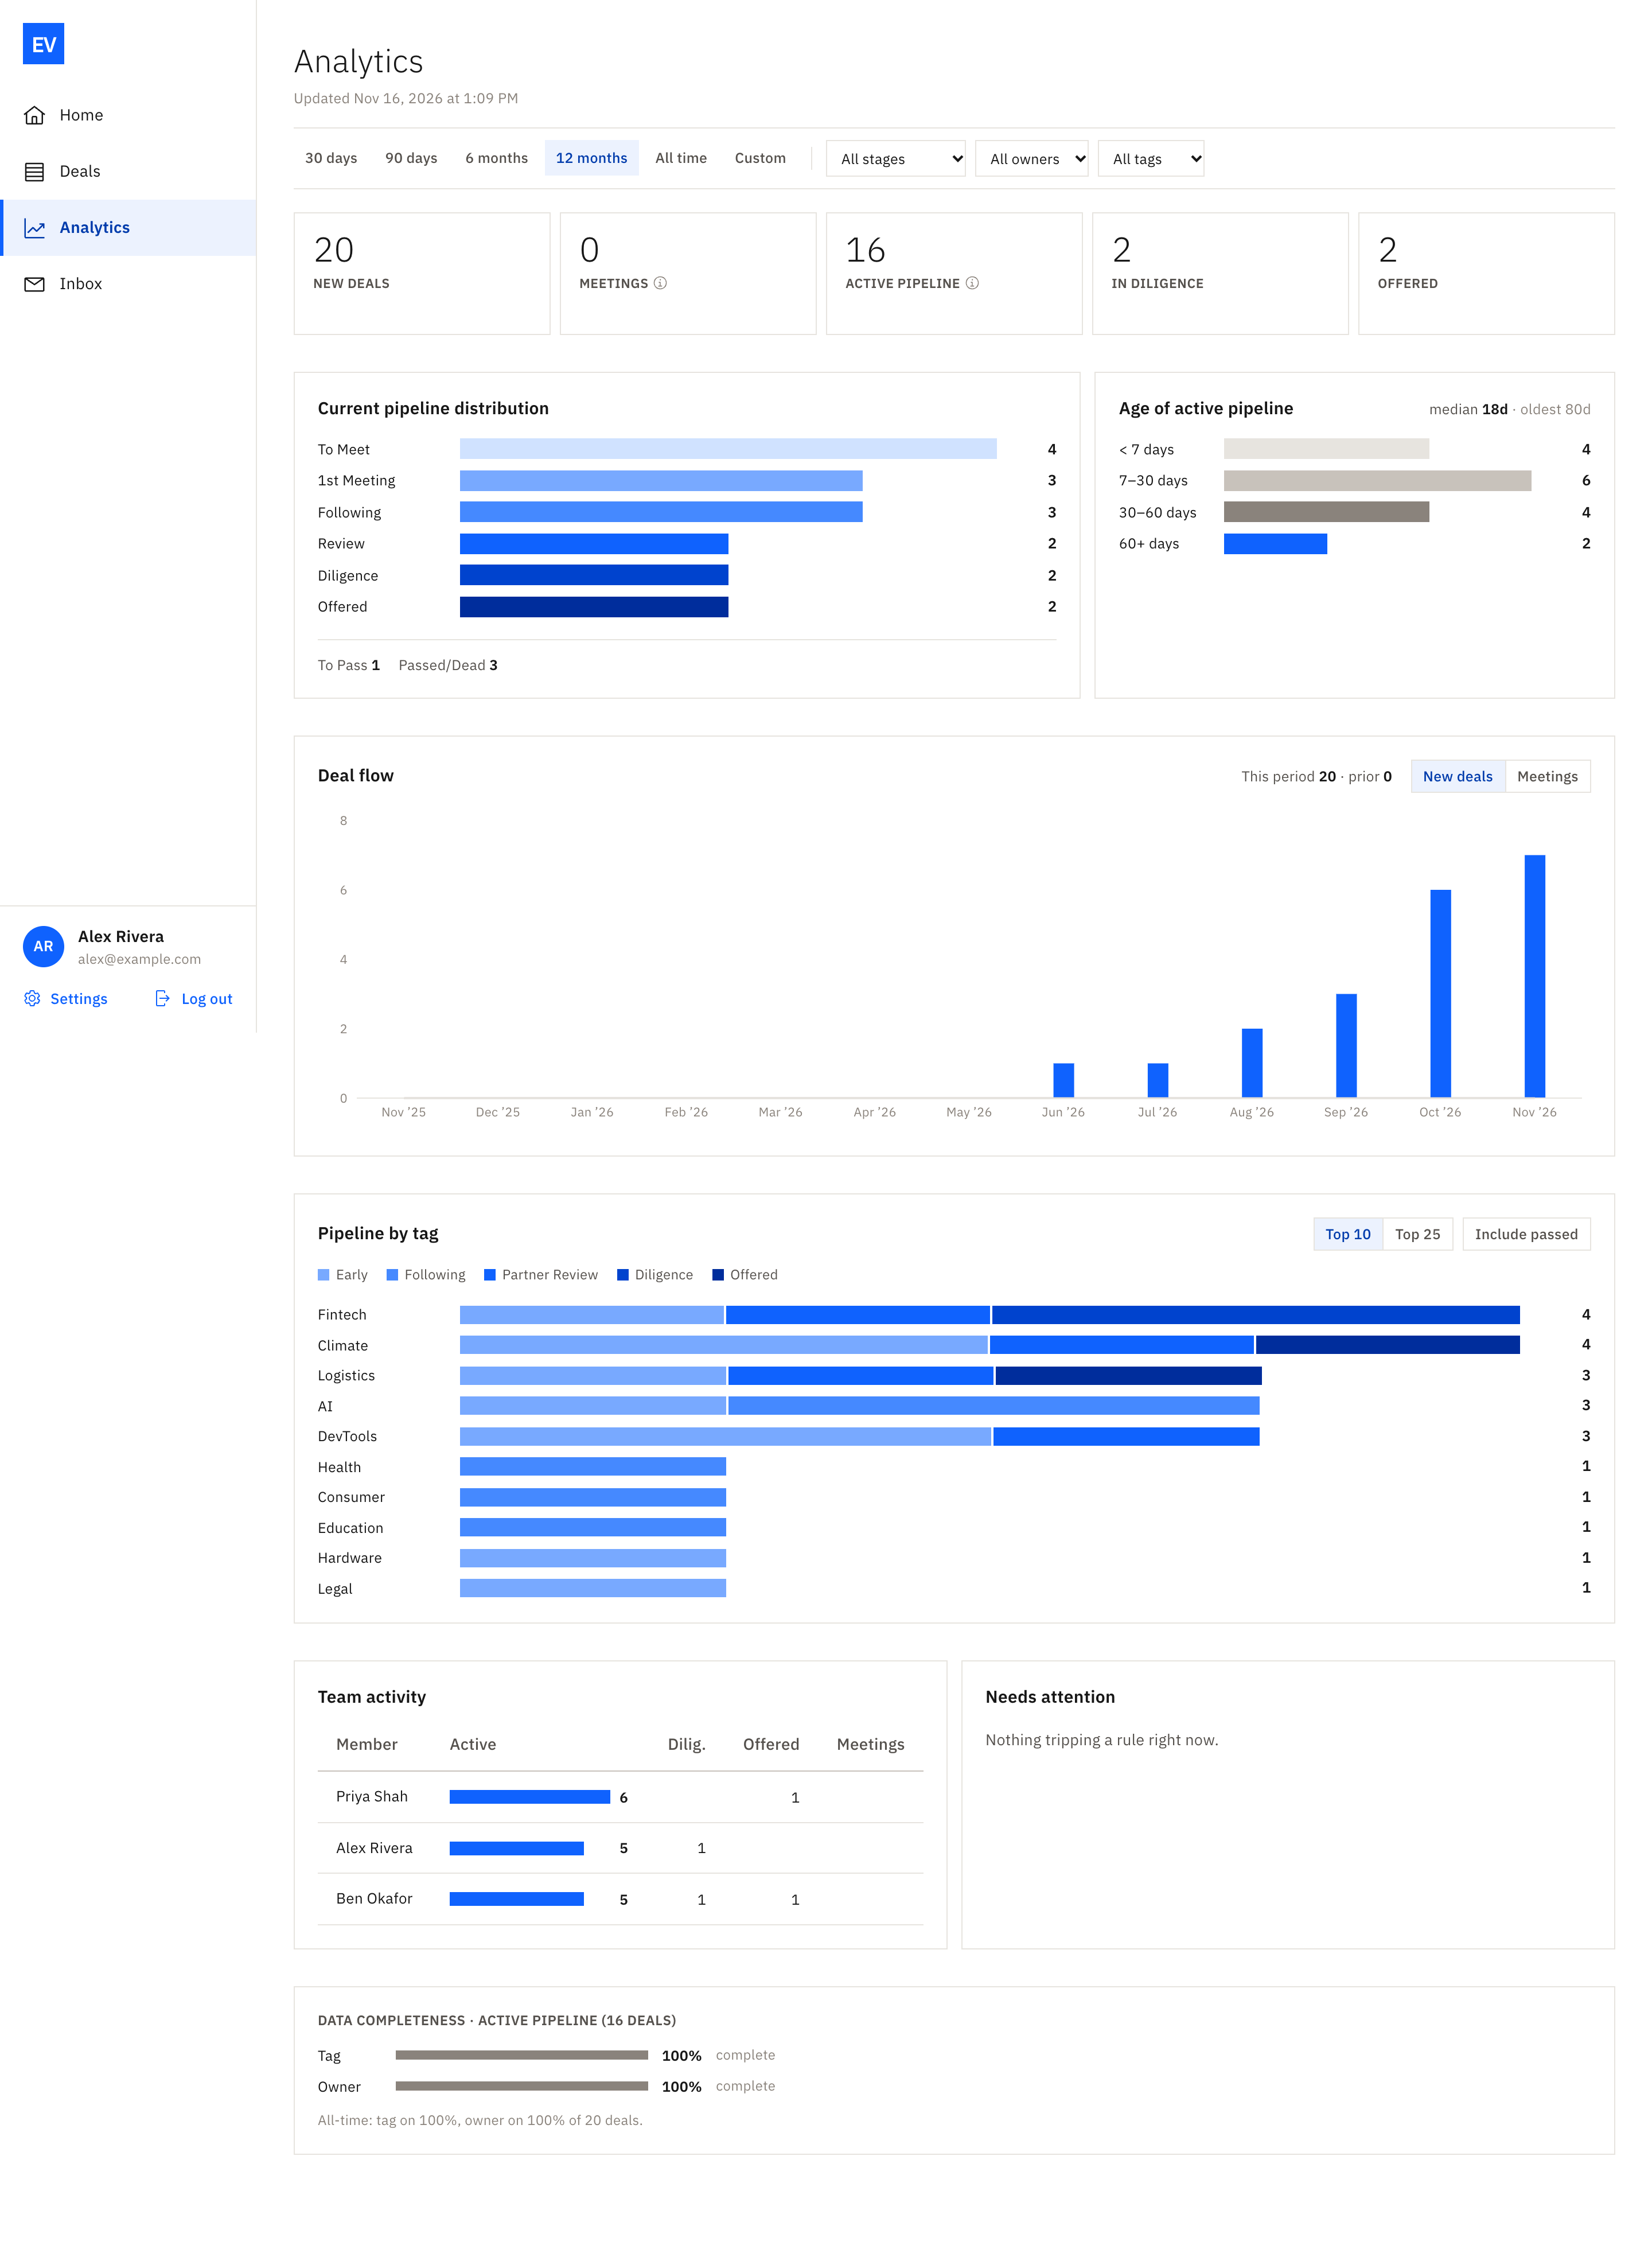 EV
Home
Deals
Analytics
Inbox
Alex Rivera
AR
alex@example.com
Settings
Log out
Analytics
Updated Nov 16, 2026 at 1:09 PM
30 days 90 days 6 months 12 months All time Custom All stages All owners All tags
20
NEW DEALS
0
MEETINGS
16
ACTIVE PIPELINE
2
IN DILIGENCE
2
OFFERED
Current pipeline distribution
To Meet 4
1st Meeting 3
Following 3
Review 2
Diligence 2
Offered 2
To Pass 1 Passed/Dead 3
Age of active pipeline median 18d · oldest 80d
< 7 days 4
7–30 days 6
30–60 days 4
60+ days 2
Deal flow This period 20 · prior 0 New deals Meetings
8
6
4
2
0
Nov ’25 Dec ’25 Jan ’26 Feb ’26 Mar ’26 Apr ’26 May ’26 Jun ’26 Jul ’26 Aug ’26 Sep ’26 Oct ’26 Nov ’26
Pipeline by tag Top 10 Top 25 Include passed
Early Following Partner Review Diligence Offered
Fintech 4
Climate 4
Logistics 3
AI 3
DevTools 3
Health 1
Consumer 1
Education 1
Hardware 1
Legal 1
Team activity
Member Active Dilig. Offered Meetings
Priya Shah 6 1
Alex Rivera 5 1
Ben Okafor 5 1 1
Needs attention
Nothing tripping a rule right now.
DATA COMPLETENESS · ACTIVE PIPELINE (16 DEALS)
Tag 100% complete
Owner 100% complete
All-time: tag on 100%, owner on 100% of 20 deals.